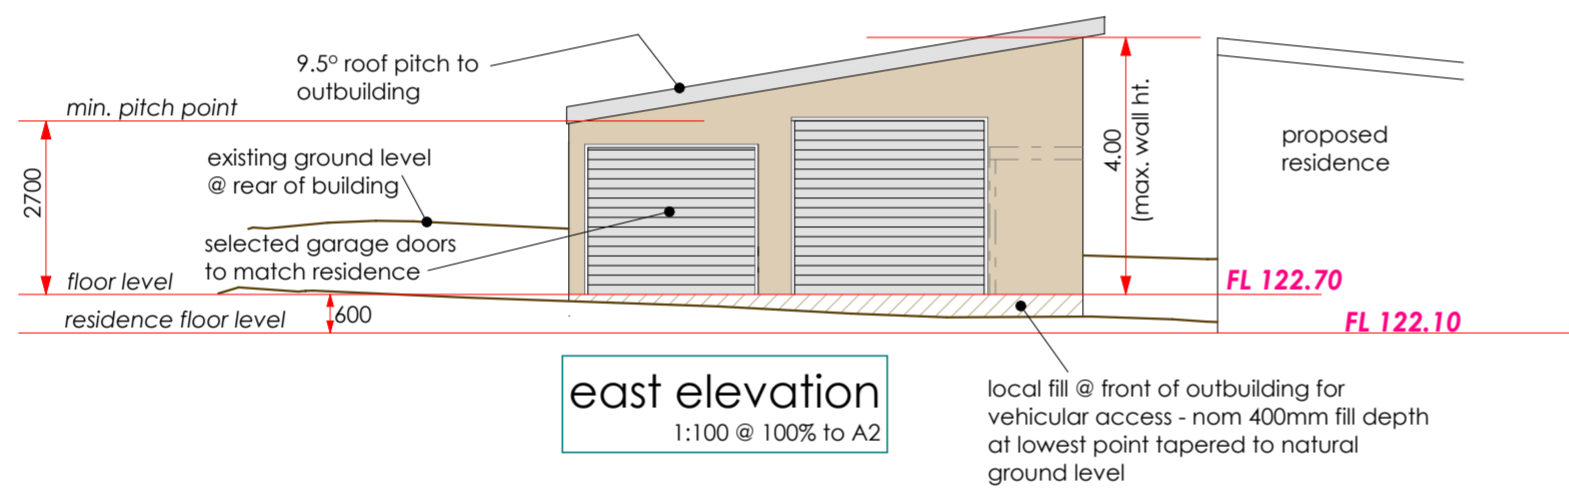 9.5° roof pitch to
outbuilding
min. pitch point
2700
existing ground level
@ rear of building
selected garage doors
to match residence
floor level
residence floor level
600
4.00
(max. wall ht.
proposed
residence
FL 122.70
FL 122.10
east elevation
1:100 @ 100% to A2
local fill @ front of outbuilding for
vehicular access - nom 400mm fill depth
at lowest point tapered to natural
ground level